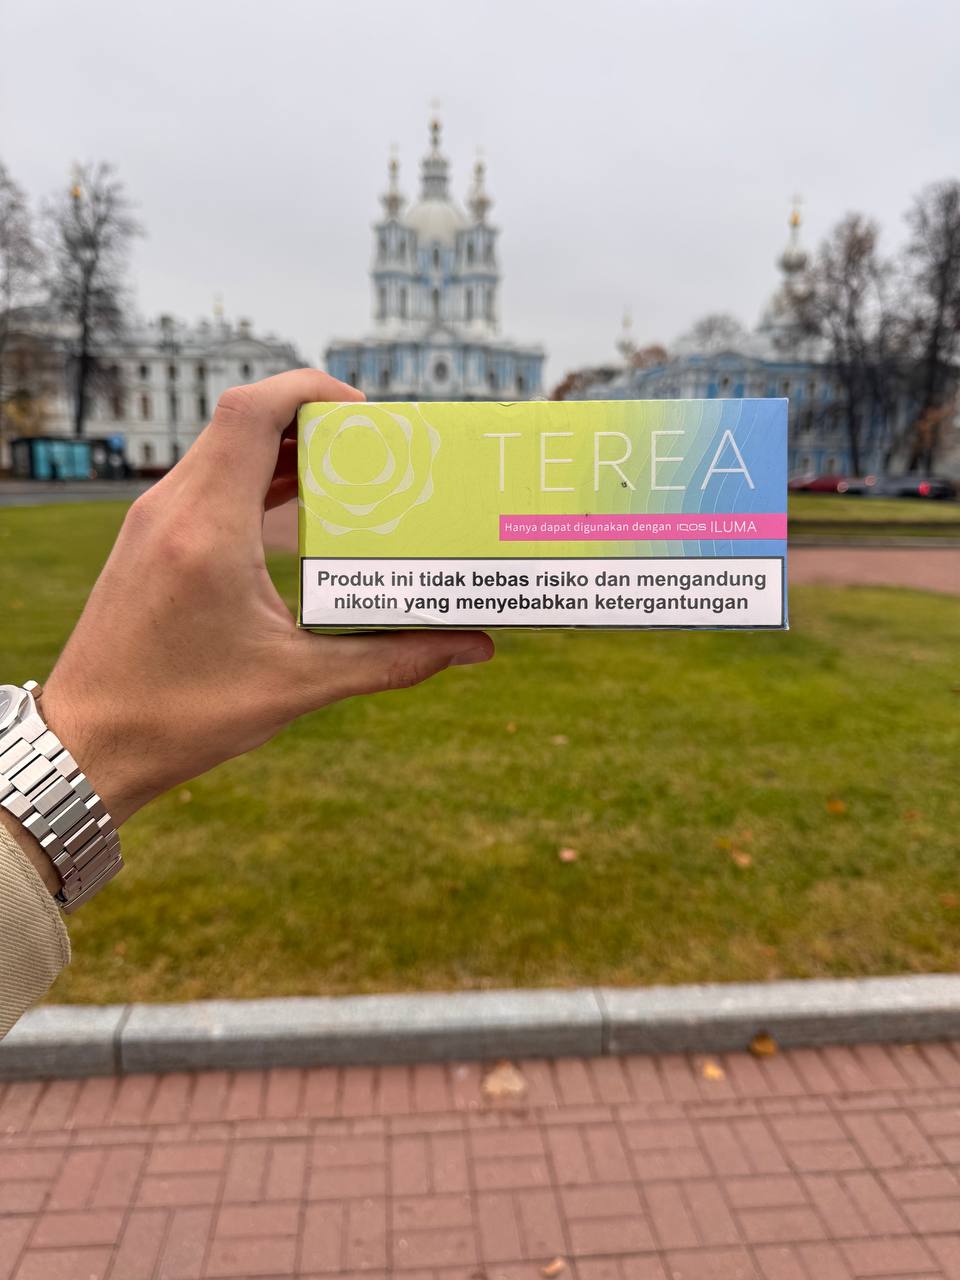 TEREA
Hanya dapat digunakan dengan IQOS ILUMA
Produk ini tidak bebas risiko dan mengandung
nikotin yang menyebabkan ketergantungan